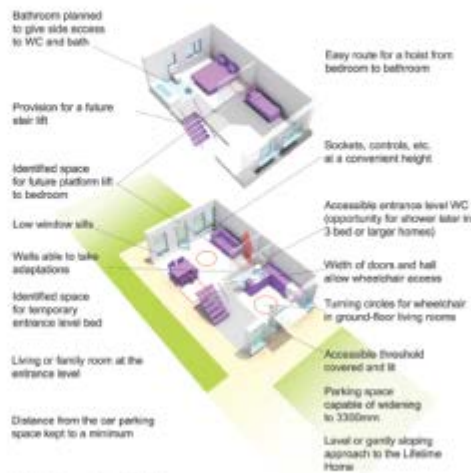 Bathroom planned
to give side access
to WC and bath
Easy route for a hoist from
bedroom to bathroom
Provision for a future
stair lift
Sockets, controls, etc.
at a convenient height
Identified space
for future platform lift
to bedroom
Accessible entrance level WC
(opportunity for shower later in
3 bed or larger homes)
Low window sills
Walls able to take
adaptations
Width of doors and hall
allow wheelchair access
Identified space
for temporary
entrance level bed
Turning circles for wheelchair
in ground-floor living rooms
Living or family room at the
entrance level
Accessible threshold
covered and lit
Parking space
capable of widening
to 3300mm
Distance from the car parking
space kept to a minimum
Level or gently sloping
approach to the Lifetime
Home